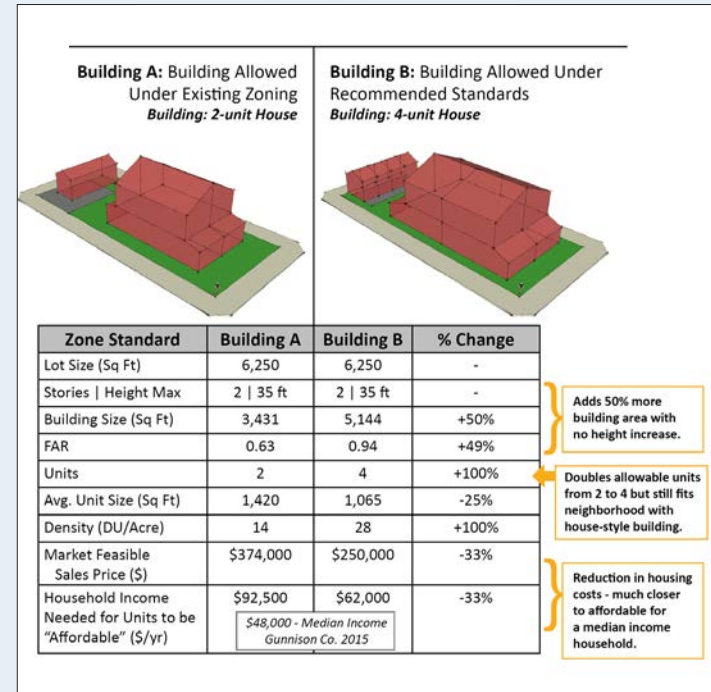 Building A: Building Allowed
Under Existing Zoning
Building: 2-unit House
Building B: Building Allowed Under
Recommended Standards
Building: 4-unit House
Zone Standard Building A Building B % Change
Lot Size (Sq Ft) 6,250 6,250 -
Stories | Height Max 2 | 35 ft 2 | 35 ft -
Building Size (Sq Ft) 3,431 5,144 +50%
FAR 0.63 0.94 +49%
Units 2 4 +100%
Avg. Unit Size (Sq Ft) 1,420 1,065 -25%
Density (DU/Acre) 14 28 +100%
Market Feasible $374,000 $250,000 -33%
Sales Price ($)
Household Income $92,500 $62,000 -33%
Needed for Units to be
"Affordable" ($/yr)
$48,000 - Median Income
Gunnison Co. 2015
Adds 50% more
building area with
no height increase.
Doubles allowable units
from 2 to 4 but still fits
neighborhood with
house-style building.
Reduction in housing
costs - much closer
to affordable for
a median income
household.